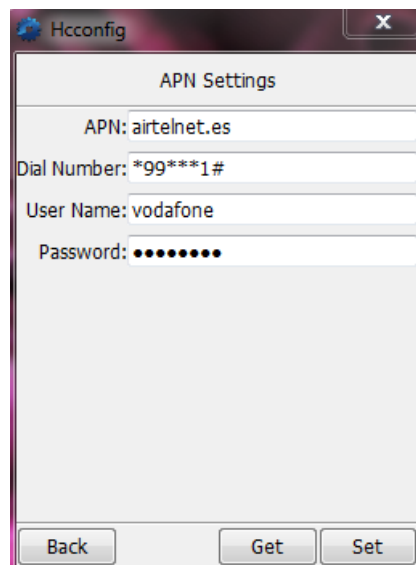 Hcconfig
APN Settings
APN: airtelnet.es
Dial Number: *99***1#
User Name: vodafone
Password: ●●●●●●●●
Back Get Set